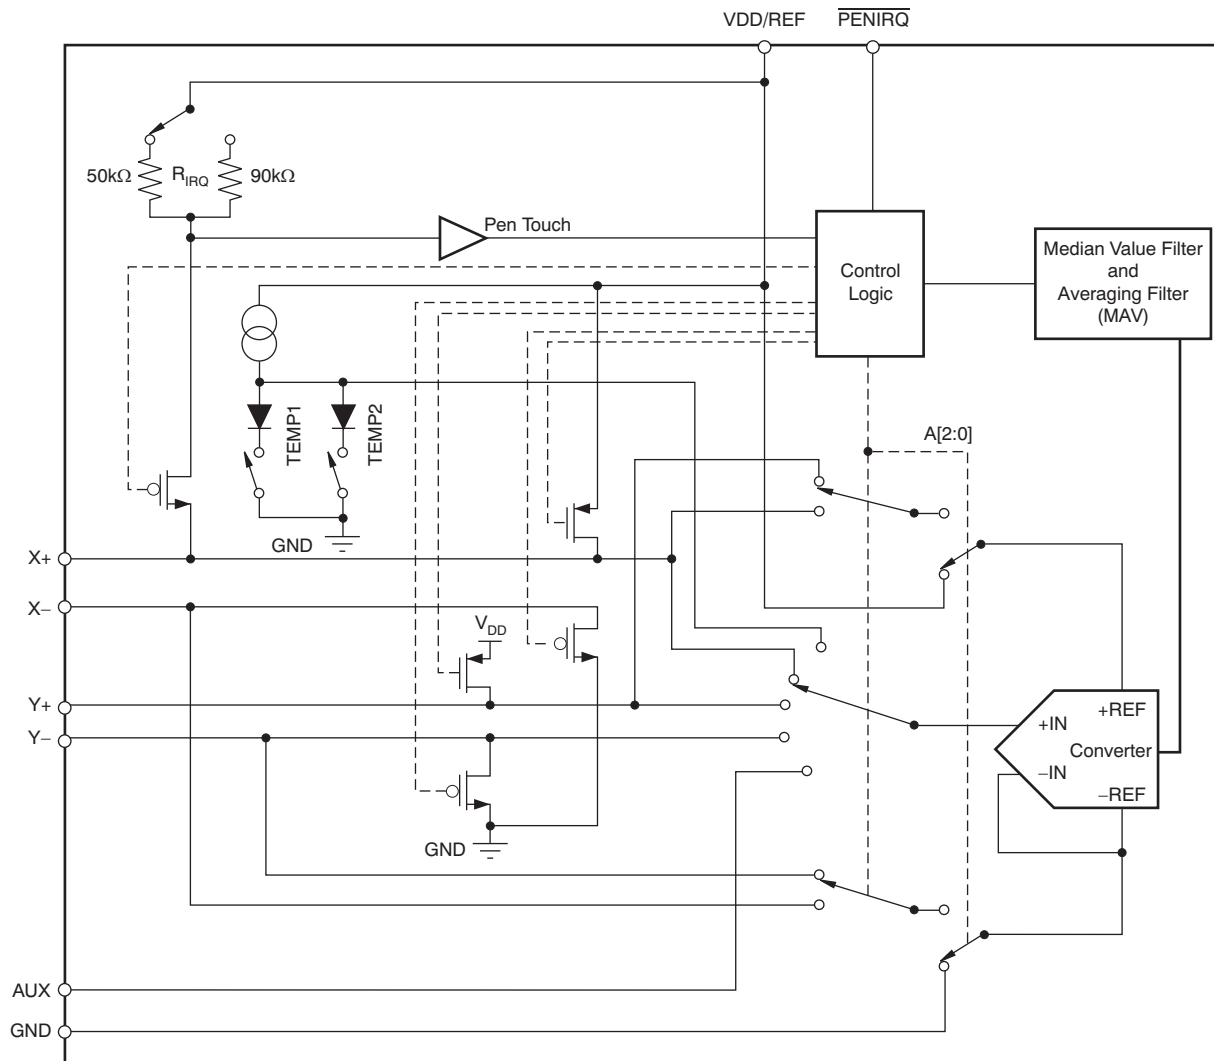 VDD/REF
PENIRQ
50kΩ
RIRQ
90kΩ
Pen Touch
Control
Logic
Median Value Filter
and
Averaging Filter
(MAV)
TEMP1
TEMP2
A[2:0]
GND
X+
X–
VDD
Y+
Y–
+IN
+REF
Converter
–IN
–REF
GND
AUX
GND